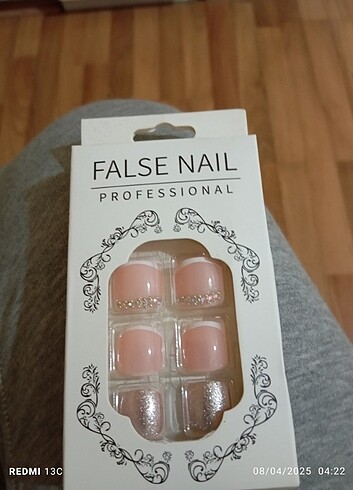 FALSE NAIL
PROFESSIONAL
REDMI 13C
08/04/2025 04:22